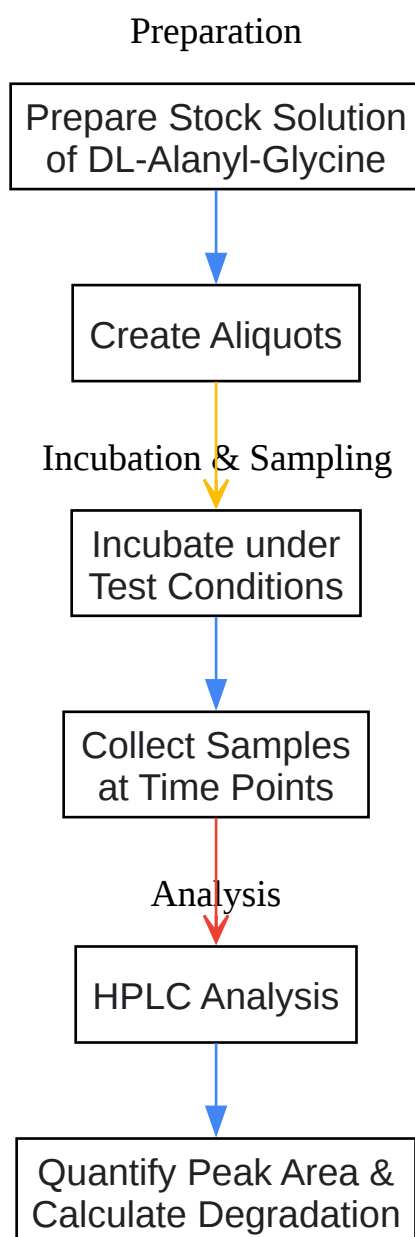 Preparation
Prepare Stock Solution
of DL-Alanyl-Glycine
Create Aliquots
Incubation & Sampling
Incubate under
Test Conditions
Collect Samples
at Time Points
Analysis
HPLC Analysis
Quantify Peak Area &
Calculate Degradation